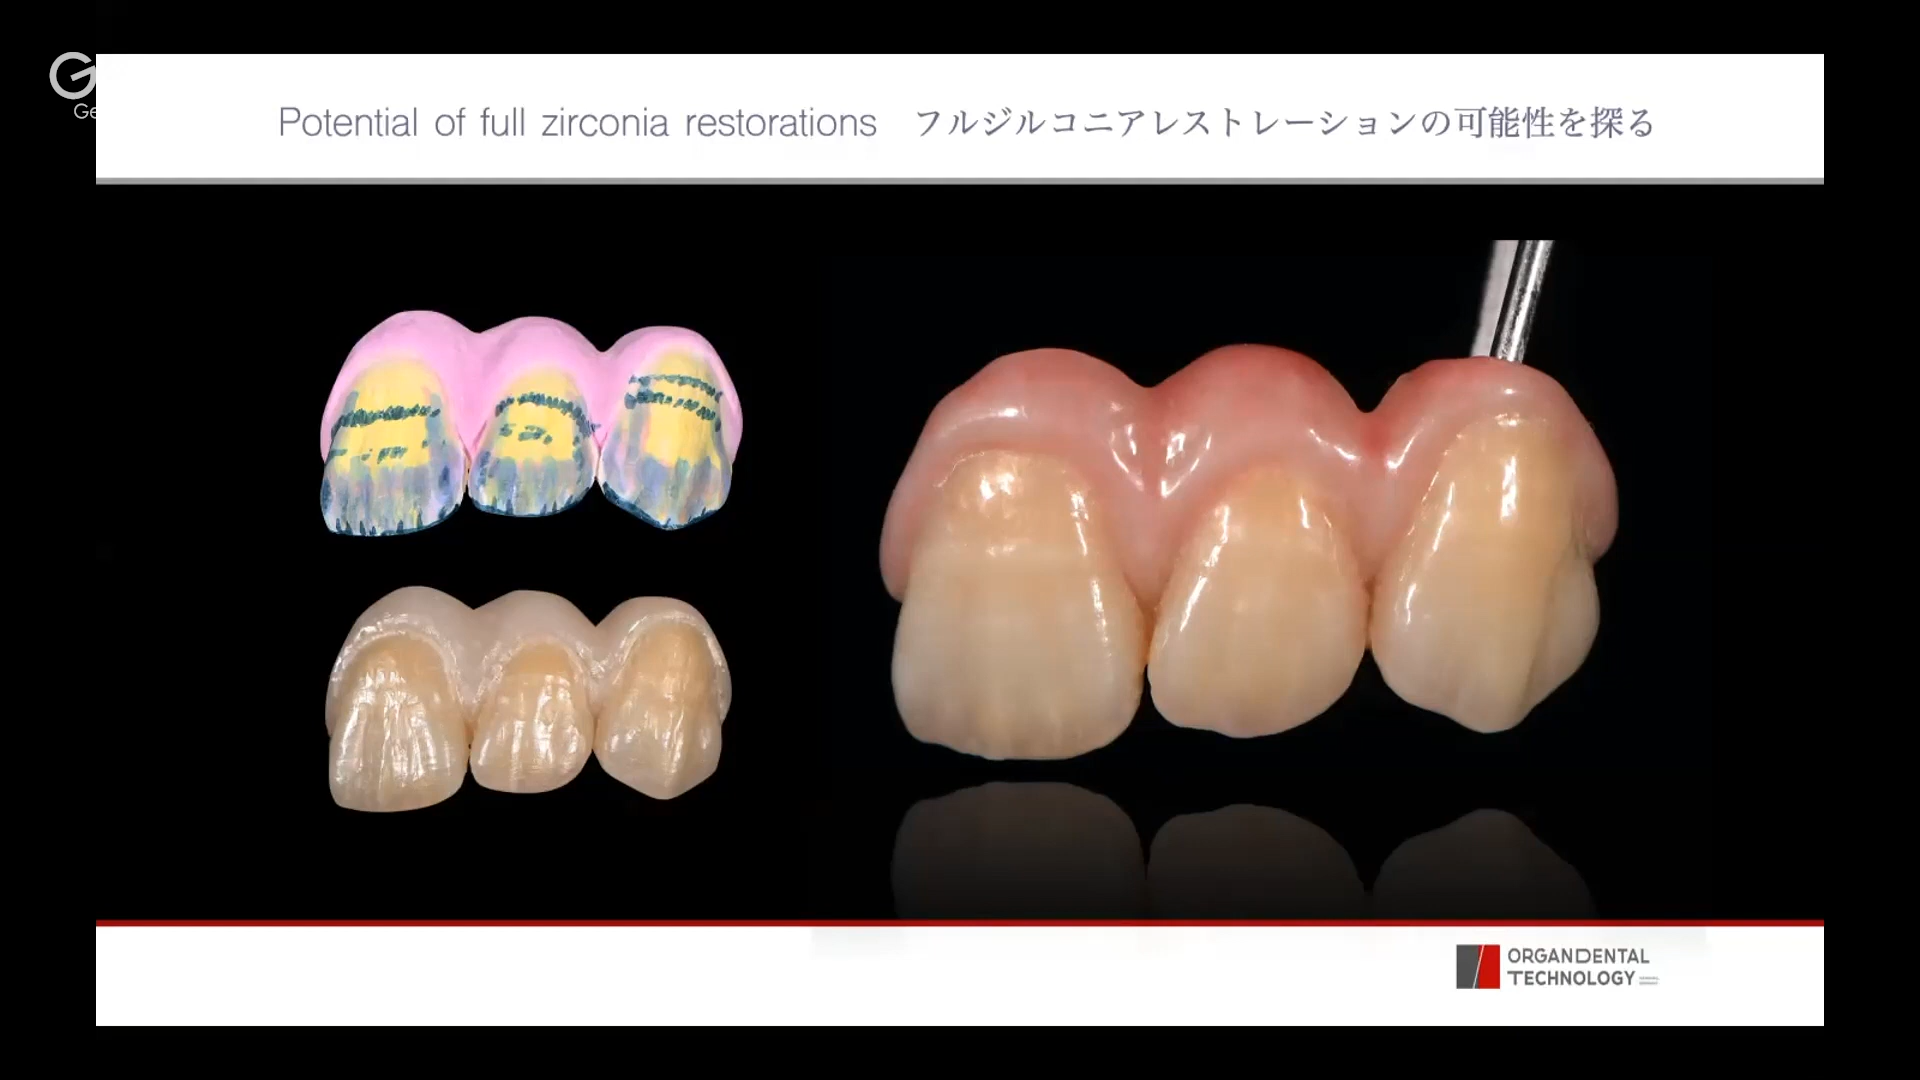 Ge
Potential of full zirconia restorations フルジルコニアレストレーションの可能性を探る
ORGANDENTAL
TECHNOLOGY